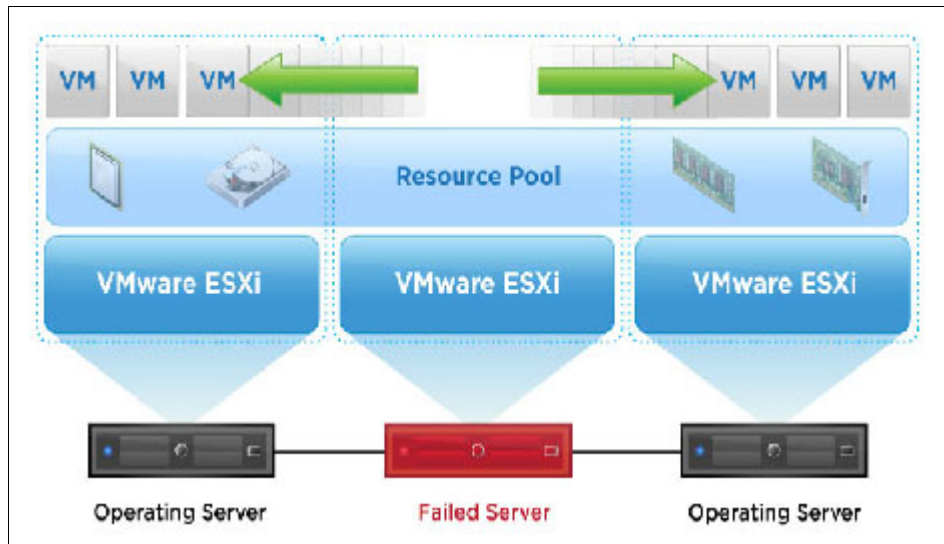 VM VM VM VM VM VM
Resource Pool
VMware ESXi VMware ESXi VMware ESXi
Operating Server Failed Server Operating Server